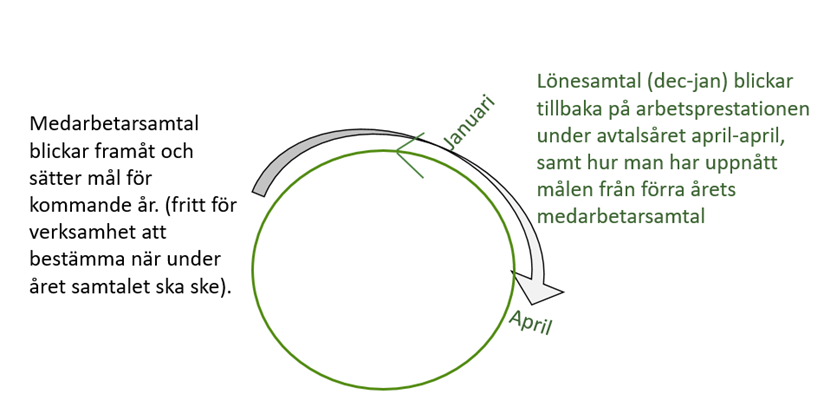 Medarbetarsamtal
blickar framåt och
sätter mål för
kommande år. (fritt för
verksamhet att
bestämma när under
året samtalet ska ske).
Januari
Lönesamtal (dec-jan) blickar
tillbaka på arbetsprestationen
under avtalsåret april-april,
samt hur man har uppnått
målen från förra årets
medarbetarsamtal
April